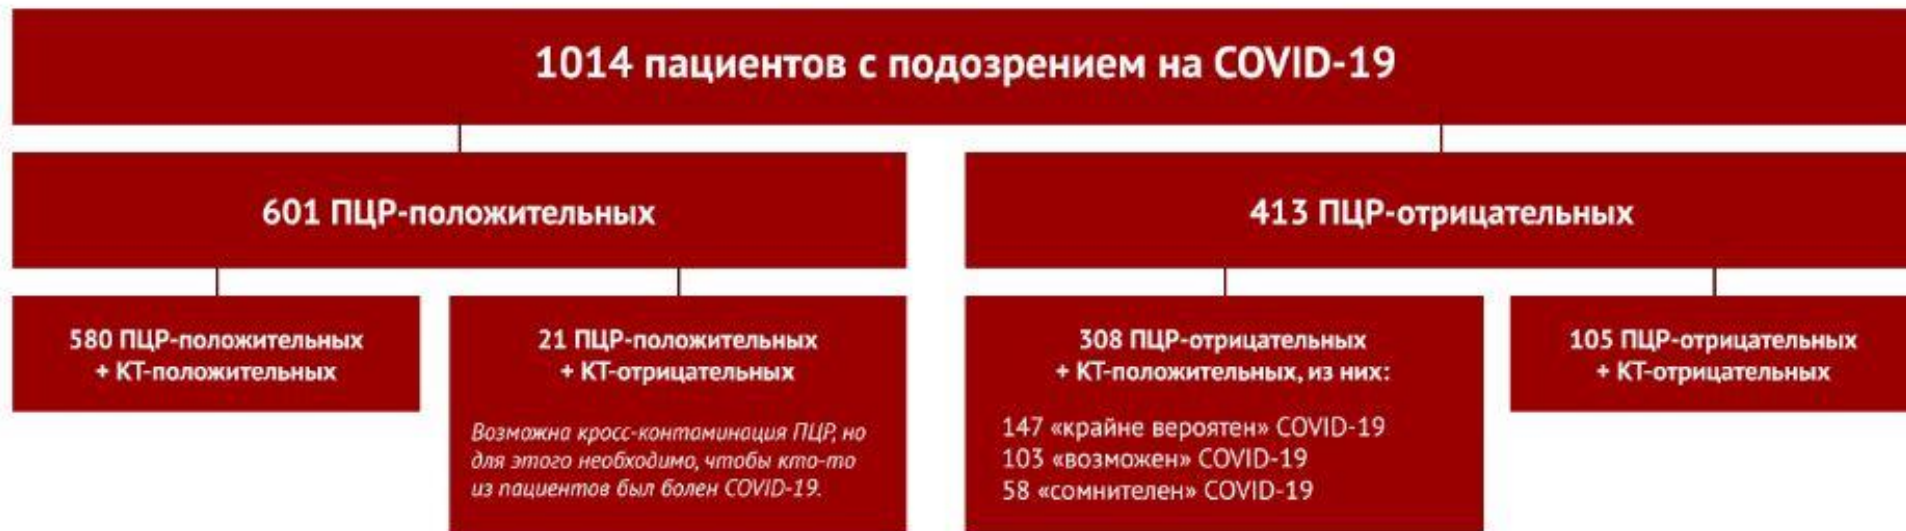 1014 пациентов с подозрением на COVID-19
601 ПЦР-положительных
413 ПЦР-отрицательных
580 ПЦР-положительных
+ КТ-положительных
21 ПЦР-положительных
+ КТ-отрицательных
Возможна кросс-контаминация ПЦР, но
для этого необходимо, чтобы кто-то
из пациентов был болен COVID-19.
308 ПЦР-отрицательных
+ КТ-положительных, из них:
147 «крайне вероятен» COVID-19
103 «возможен» COVID-19
58 «сомнителен» COVID-19
105 ПЦР-отрицательных
+ КТ-отрицательных